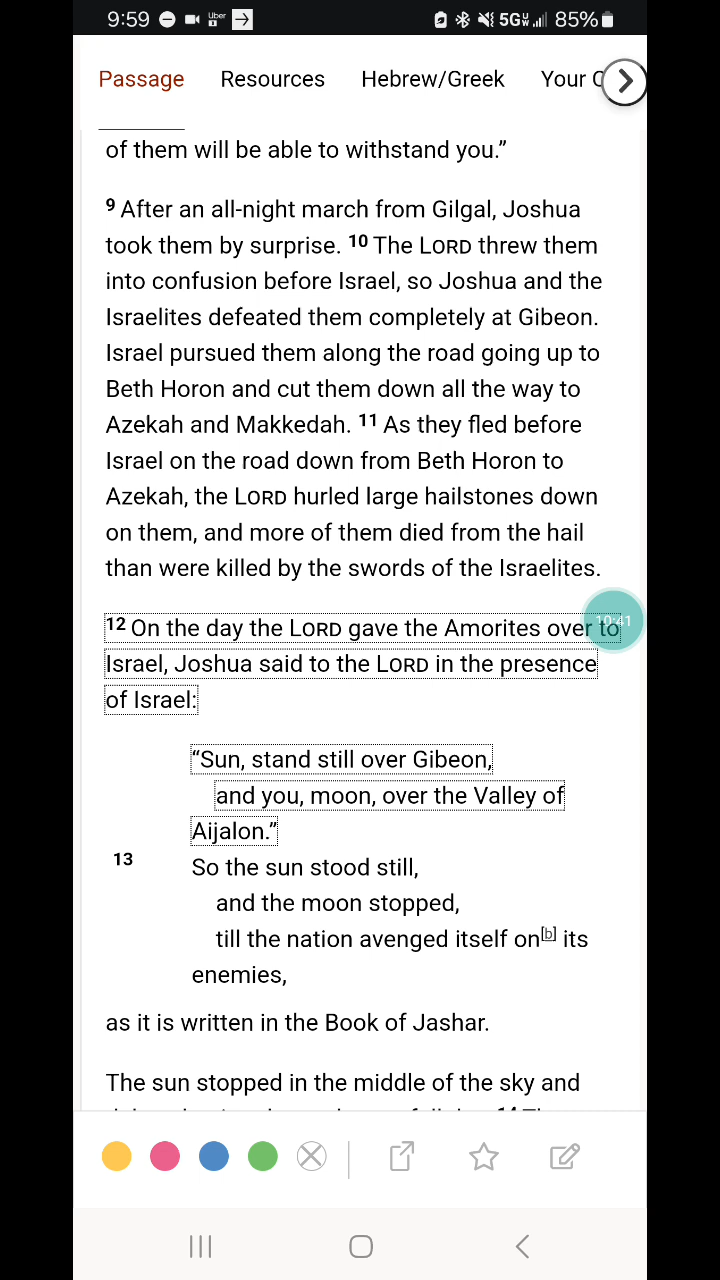 9:59 Uber 5G 85%
Passage Resources Hebrew/Greek Your
of them will be able to withstand you.”
9 After an all-night march from Gilgal, Joshua
took them by surprise. 10 The LORD threw them
into confusion before Israel, so Joshua and the
Israelites defeated them completely at Gibeon.
Israel pursued them along the road going up to
Beth Horon and cut them down all the way to
Azekah and Makkedah. 11 As they fled before
Israel on the road down from Beth Horon to
Azekah, the LORD hurled large hailstones down
on them, and more of them died from the hail
than were killed by the swords of the Israelites.
10:41
12 On the day the LORD gave the Amorites over to
Israel, Joshua said to the LORD in the presence
of Israel:
“Sun, stand still over Gibeon,
and you, moon, over the Valley of
Aijalon.”
13 So the sun stood still,
and the moon stopped,
till the nation avenged itself on[b] its
enemies,
as it is written in the Book of Jashar.
The sun stopped in the middle of the sky and